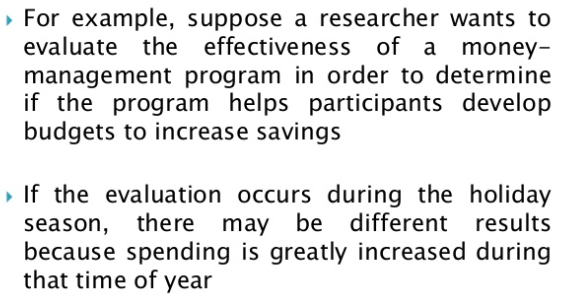 For example, suppose a researcher wants to
evaluate the effectiveness of a money-
management program in order to determine
if the program helps participants develop
budgets to increase savings
If the evaluation occurs during the holiday
season, there may be different results
because spending is greatly increased during
that time of year